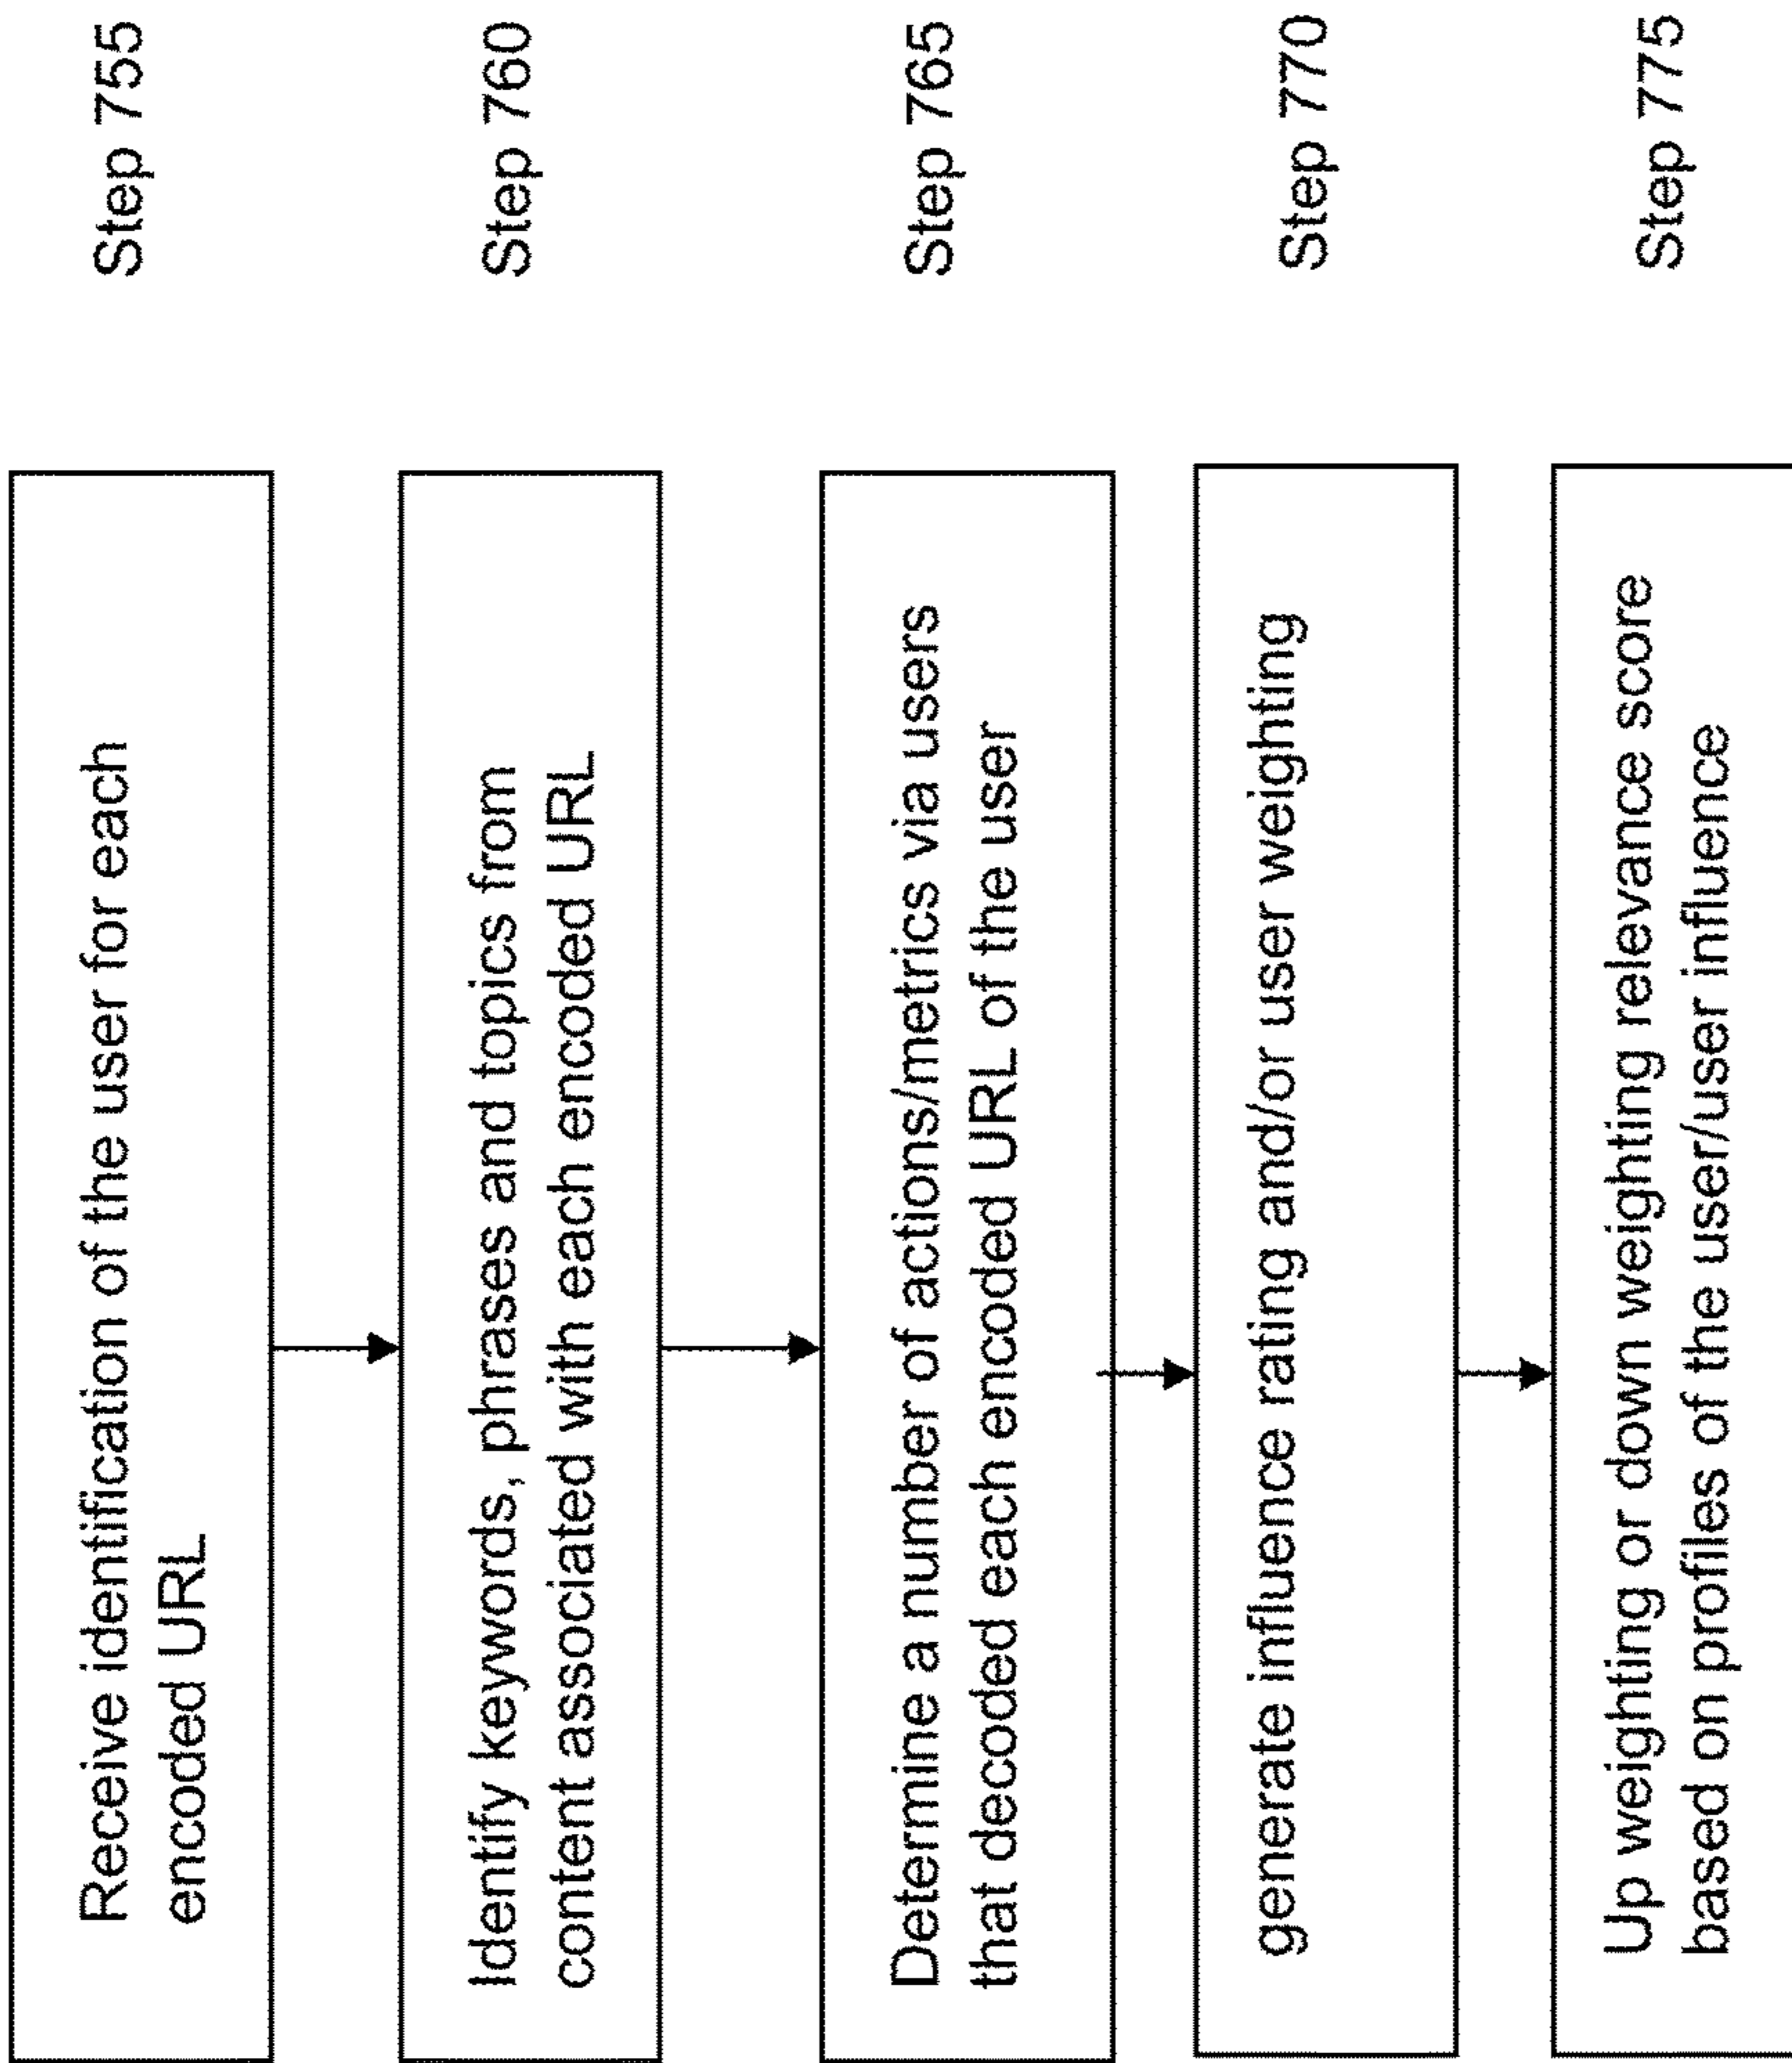 Receive identification of the user for each
encoded URL
Step 755
Identify keywords, phrases and topics from
content associated with each encoded URL
Step 760
Determine a number of actions/metrics via users
that decoded each encoded URL of the user
Step 765
generate influence rating and/or user weighting
Step 770
Up weighting or down weighting relevance score
based on profiles of the user/user influence
Step 775